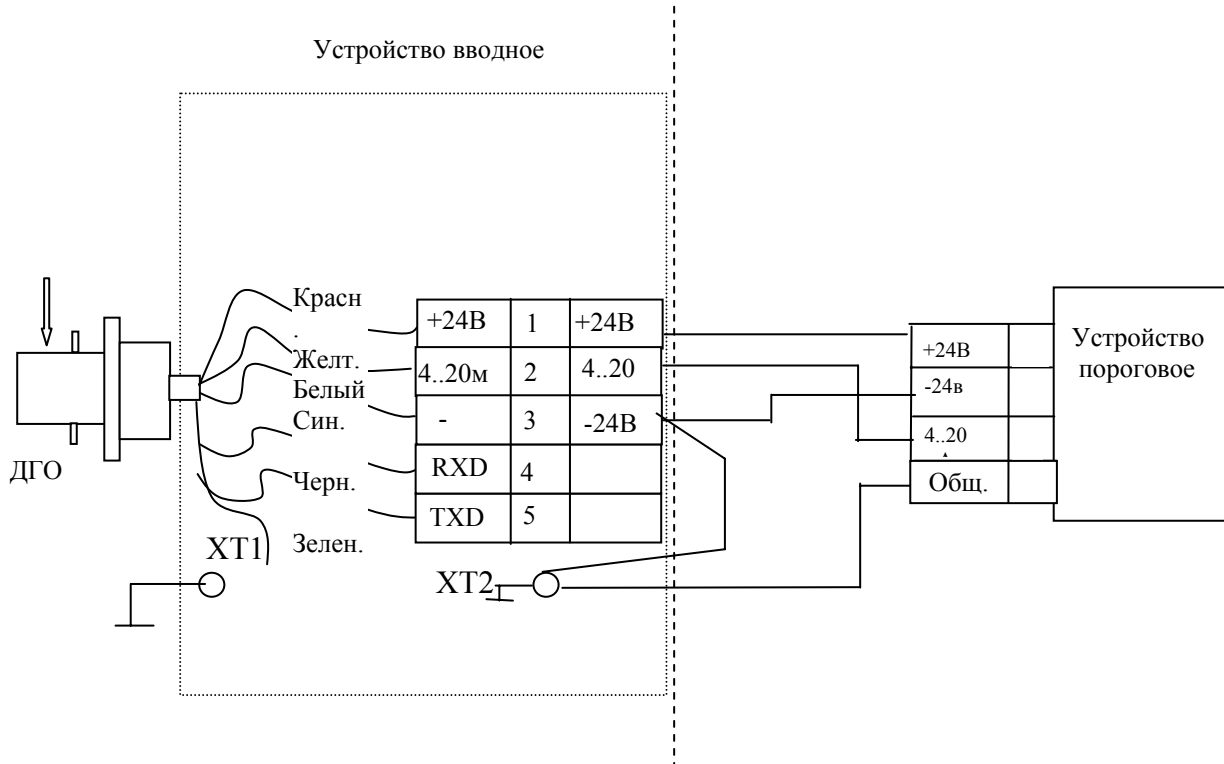 Устройство вводное
Красн
.
Желт.
Белый
Син.
Черн.
Зелен.
+24В 1 +24В
4..20м 2 4..20
- 3 -24В
RXD 4
TXD 5
ДГО
XT1
XT2
+24В
-24в
4..20
Общ.
Устройство
пороговое